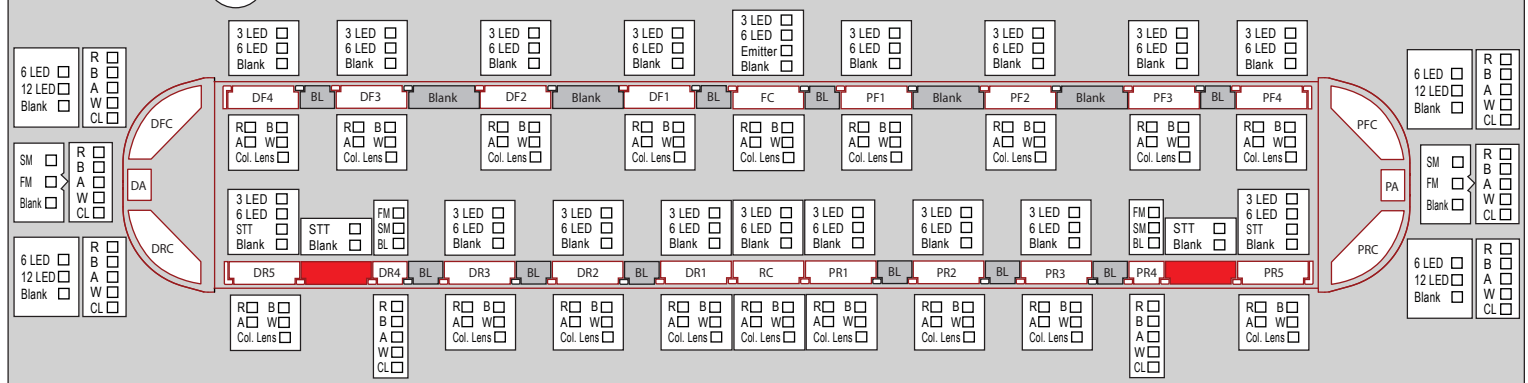 3 LED
6 LED
Blank
3 LED
6 LED
Blank
3 LED
6 LED
Blank
3 LED
6 LED
Blank
3 LED
6 LED
Emitter
Blank
3 LED
6 LED
Blank
3 LED
6 LED
Blank
3 LED
6 LED
Blank
3 LED
6 LED
Blank
6 LED
12 LED
Blank
R
B
A
W
CL
DF4 BL DF3 Blank DF2 Blank DF1 BL FC BL PF1 Blank PF2 Blank PF3 BL PF4
6 LED
12 LED
Blank
R
B
A
W
CL
DFC
PFC
R B
A W
Col. Lens
R B
A W
Col. Lens
R B
A W
Col. Lens
R B
A W
Col. Lens
R B
A W
Col. Lens
R B
A W
Col. Lens
R B
A W
Col. Lens
R B
A W
Col. Lens
R B
A W
Col. Lens
SM
FM
Blank
R
B
A
W
CL
DA
PA
SM
FM
Blank
R
B
A
W
CL
3 LED
6 LED
STT
Blank
STT
Blank
FM
SM
BL
3 LED
6 LED
Blank
3 LED
6 LED
Blank
3 LED
6 LED
Blank
3 LED
6 LED
Blank
3 LED
6 LED
Blank
3 LED
6 LED
Blank
3 LED
6 LED
Blank
FM
SM
BL
STT
Blank
3 LED
6 LED
STT
Blank
6 LED
12 LED
Blank
R
B
A
W
CL
DRC
PRC
6 LED
12 LED
Blank
R
B
A
W
CL
DR5 DR4 BL DR3 BL DR2 BL DR1 RC PR1 BL PR2 BL PR3 BL PR4 PR5
R B
A W
Col. Lens
R
B
A
W
CL
R B
A W
Col. Lens
R B
A W
Col. Lens
R B
A W
Col. Lens
R B
A W
Col. Lens
R B
A W
Col. Lens
R B
A W
Col. Lens
R B
A W
Col. Lens
R
B
A
W
CL
R B
A W
Col. Lens